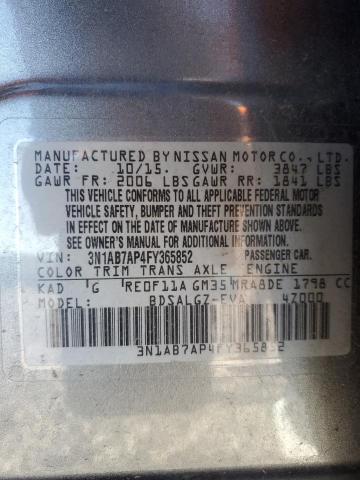 MANUFACTURED BY NISSAN MOTOR CO., LTD.
DATE: 10/15. GVWR: 3847 LBS
GAWR FR: 2006 LBS GAWR RR: 1841 LBS
THIS VEHICLE CONFORMS TO ALL APPLICABLE FEDERAL MOTOR
VEHICLE SAFETY, BUMPER AND THEFT PREVENTION STANDARDS
IN EFFECT ON THE DATE OF MANUFACTURE SHOWN ABOVE.
SEE OWNER'S MANUAL FOR ADDITIONAL INFORMATION.
VIN: 3N1AB7AP4FY365852 PASSENGER CAR.
COLOR TRIM TRANS AXLE ENGINE
KAD G RE0F11A GM35 MRA8DE 1798 CC
MODEL: BDSALGZ-EVA 47000
3N1AB7AP4FY365852